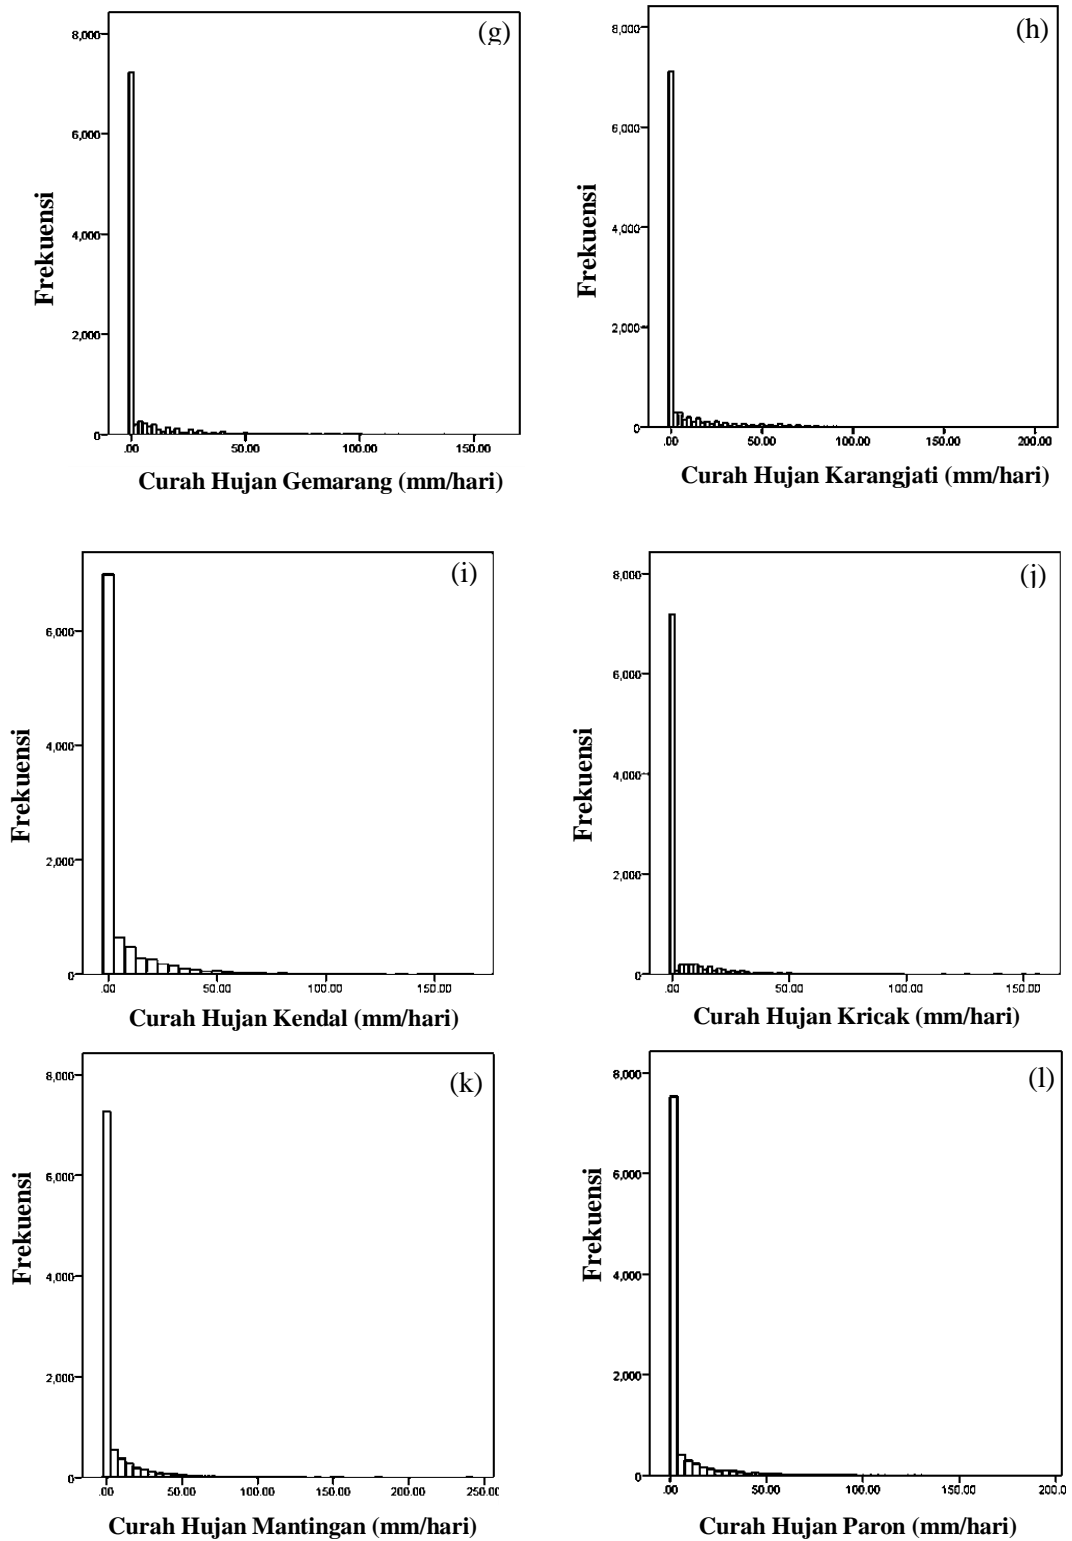 (g)
8,000
6,000
4,000
2,000
0
Frekuensi
.00 50.00 100.00 150.00
Curah Hujan Gemarang (mm/hari)
(h)
8,000
6,000
4,000
2,000
0
Frekuensi
.00 50.00 100.00 150.00 200.00
Curah Hujan Karangjati (mm/hari)
(i)
6,000
4,000
2,000
0
Frekuensi
.00 50.00 100.00 150.00
Curah Hujan Kendal (mm/hari)
(j)
8,000
6,000
4,000
2,000
0
Frekuensi
.00 50.00 100.00 150.00
Curah Hujan Kricak (mm/hari)
(k)
8,000
6,000
4,000
2,000
0
Frekuensi
.00 50.00 100.00 150.00 200.00 250.00
Curah Hujan Mantingan (mm/hari)
(l)
8,000
6,000
4,000
2,000
0
Frekuensi
.00 50.00 100.00 150.00 200.0
Curah Hujan Paron (mm/hari)